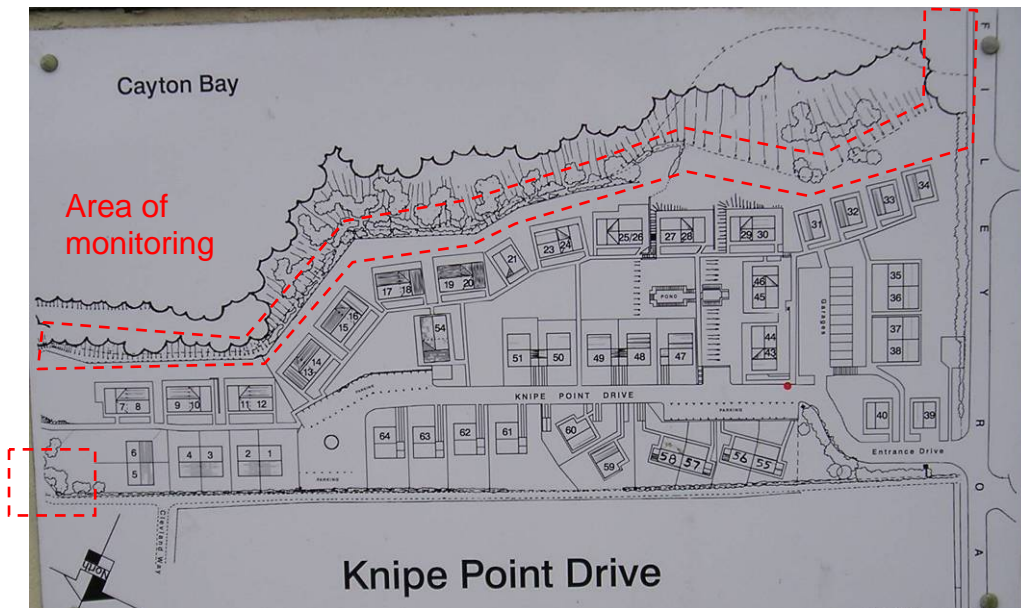 Cayton Bay
Area of
monitoring
F I L E Y R O A
34
33
32
31
29 30
27 28
25/26
23 24
21
19 20
17 18
16
15
14
13
46
45
POND
Garages
35
36
37
38
44
43
54
51 50 49 48 47
KNIPE POINT DRIVE
PARKING
PARKING
7 8 9 10 11 12
64 63 62 61
60
59
58 57 56 55
40 39
Entrance Drive
6
5
4 3 2 1
PARKING
Cleyland Way
North
Knipe Point Drive